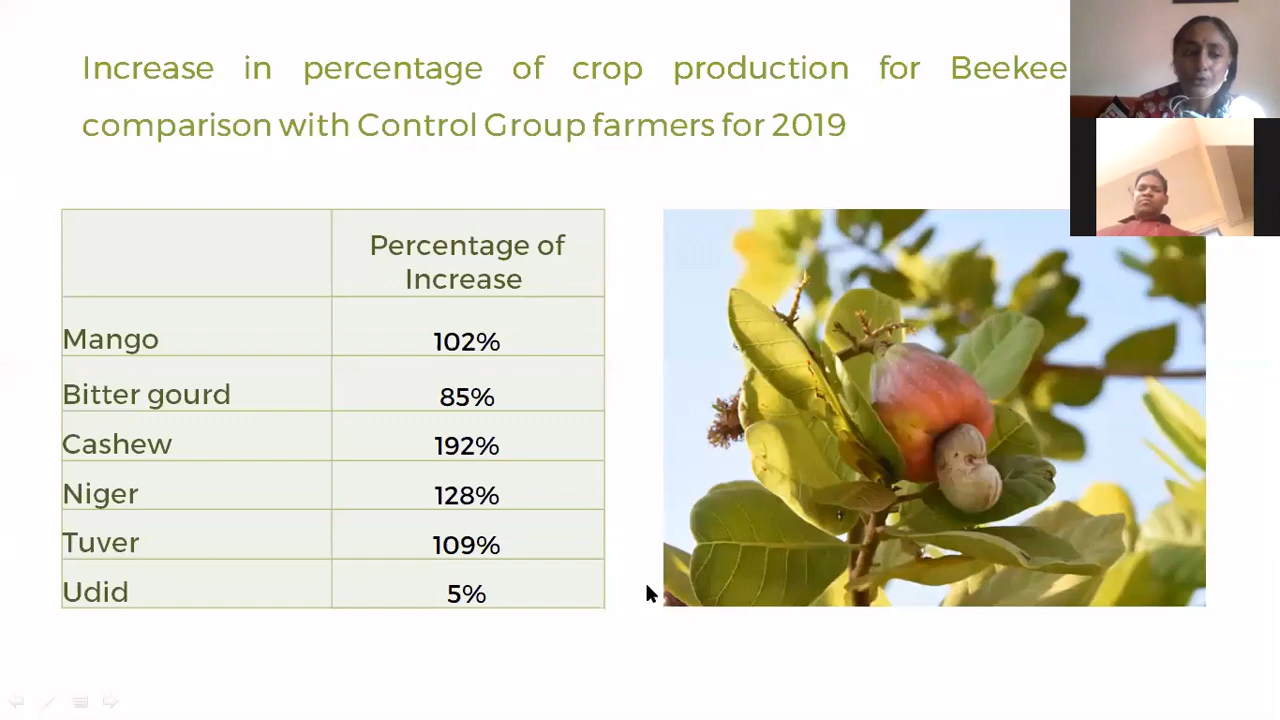 Increase in percentage of crop production for Beekee
comparison with Control Group farmers for 2019
Percentage of
Increase
Mango 102%
Bitter gourd 85%
Cashew 192%
Niger 128%
Tuver 109%
Udid 5%